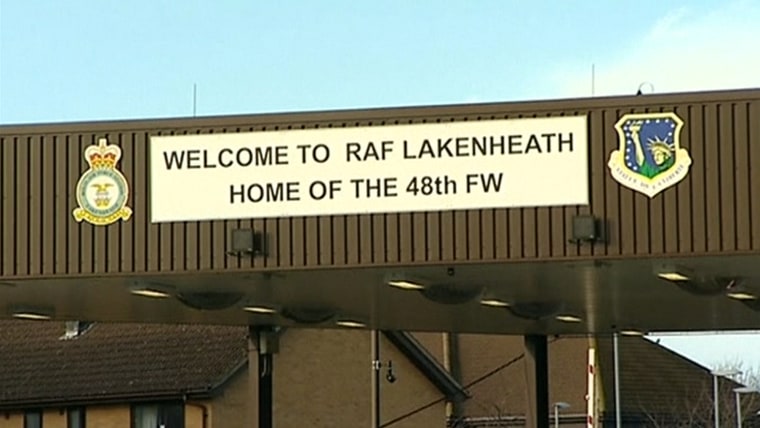 WELCOME TO RAF LAKENHEATH
HOME OF THE 48th FW